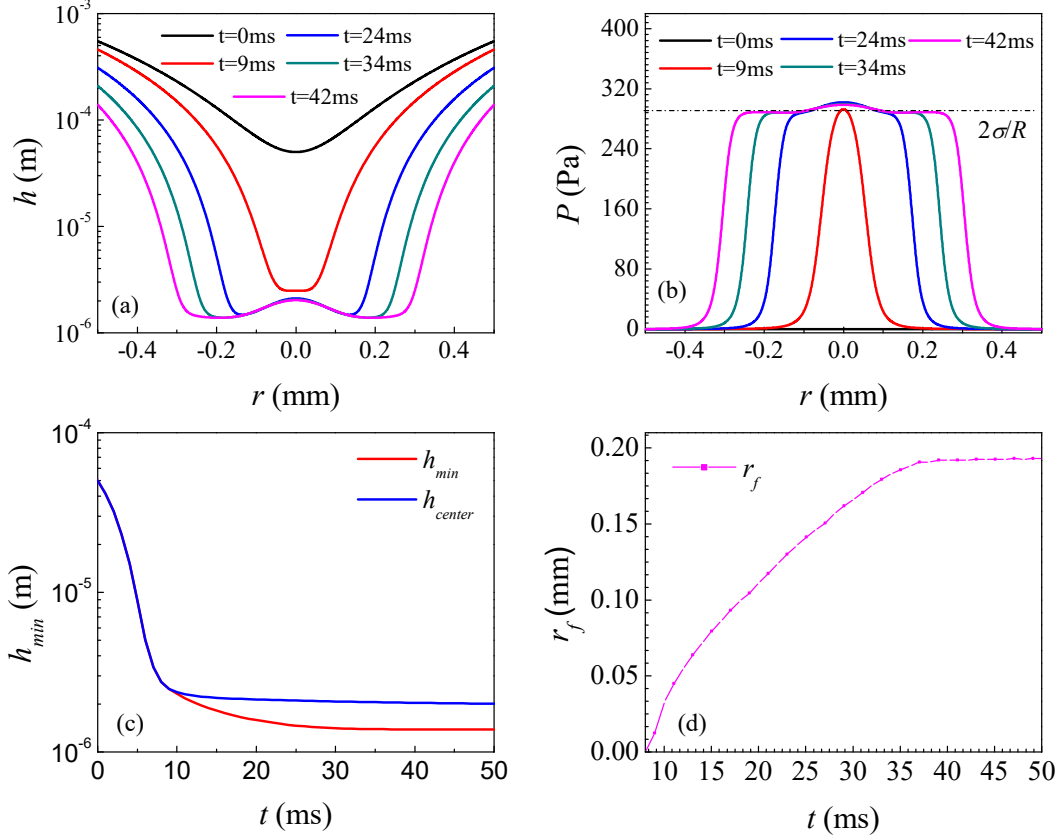 10⁻³
10⁻⁴
10⁻⁵
10⁻⁶
h (m)
t=0ms t=24ms
t=9ms t=34ms
t=42ms
(a)
-0.4 -0.2 0.0 0.2 0.4
r (mm)
420
360
300
240
160
80
0
P (Pa)
t=0ms t=24ms t=42ms
t=9ms t=34ms
2σ/R
(b)
-0.4 -0.2 0.0 0.2 0.4
r (mm)
10⁻⁴
10⁻⁵
10⁻⁶
h_min (m)
h_min
h_center
(c)
0 10 20 30 40 50
t (ms)
0.20
0.15
0.10
0.05
0.00
r_f (mm)
r_f
(d)
10 15 20 25 30 35 40 45 50
t (ms)